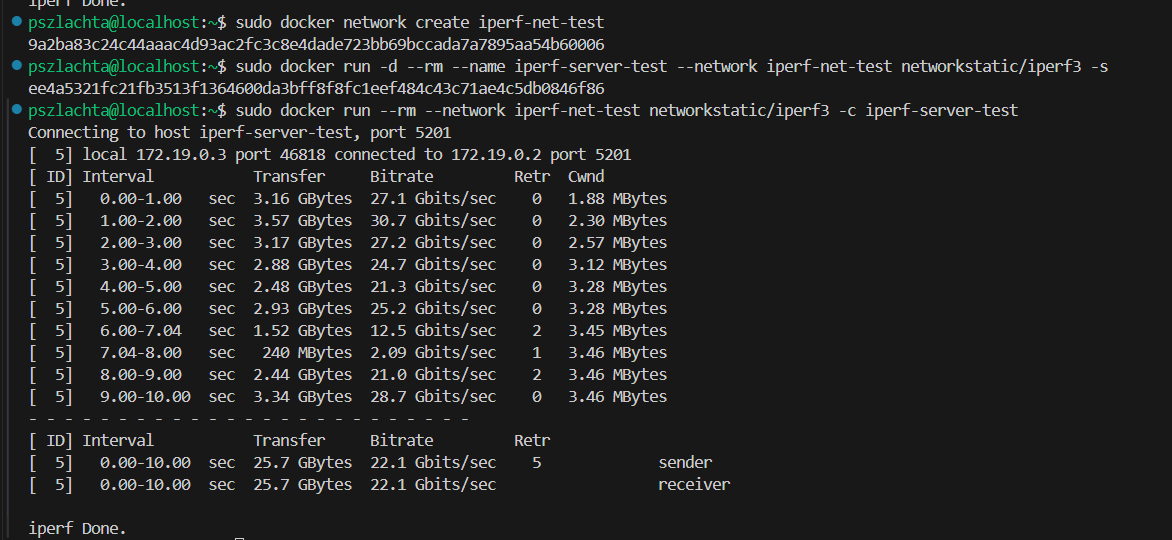 iperf Done.
pszlachta@localhost:~$ sudo docker network create iperf-net-test
9a2ba83c24c44aaac4d93ac2fc3c8e4dade723bb69bccada7a7895aa54b60006
pszlachta@localhost:~$ sudo docker run -d --rm --name iperf-server-test --network iperf-net-test networkstatic/iperf3 -s
ee4a5321fc21fb3513f1364600da3bff8f8fc1eef484c43c71ae4c5db0846f86
pszlachta@localhost:~$ sudo docker run --rm --network iperf-net-test networkstatic/iperf3 -c iperf-server-test
Connecting to host iperf-server-test, port 5201
[  5] local 172.19.0.3 port 46818 connected to 172.19.0.2 port 5201
[ ID] Interval           Transfer     Bitrate         Retr  Cwnd
[  5]   0.00-1.00   sec  3.16 GBytes  27.1 Gbits/sec    0   1.88 MBytes
[  5]   1.00-2.00   sec  3.57 GBytes  30.7 Gbits/sec    0   2.30 MBytes
[  5]   2.00-3.00   sec  3.17 GBytes  27.2 Gbits/sec    0   2.57 MBytes
[  5]   3.00-4.00   sec  2.88 GBytes  24.7 Gbits/sec    0   3.12 MBytes
[  5]   4.00-5.00   sec  2.48 GBytes  21.3 Gbits/sec    0   3.28 MBytes
[  5]   5.00-6.00   sec  2.93 GBytes  25.2 Gbits/sec    0   3.28 MBytes
[  5]   6.00-7.04   sec  1.52 GBytes  12.5 Gbits/sec    2   3.45 MBytes
[  5]   7.04-8.00   sec   240 MBytes  2.09 Gbits/sec    1   3.46 MBytes
[  5]   8.00-9.00   sec  2.44 GBytes  21.0 Gbits/sec    2   3.46 MBytes
[  5]   9.00-10.00  sec  3.34 GBytes  28.7 Gbits/sec    0   3.46 MBytes
- - - - - - - - - - - - - - - - - - - - - - - - -
[ ID] Interval           Transfer     Bitrate         Retr
[  5]   0.00-10.00  sec  25.7 GBytes  22.1 Gbits/sec    5             sender
[  5]   0.00-10.00  sec  25.7 GBytes  22.1 Gbits/sec                  receiver
iperf Done.